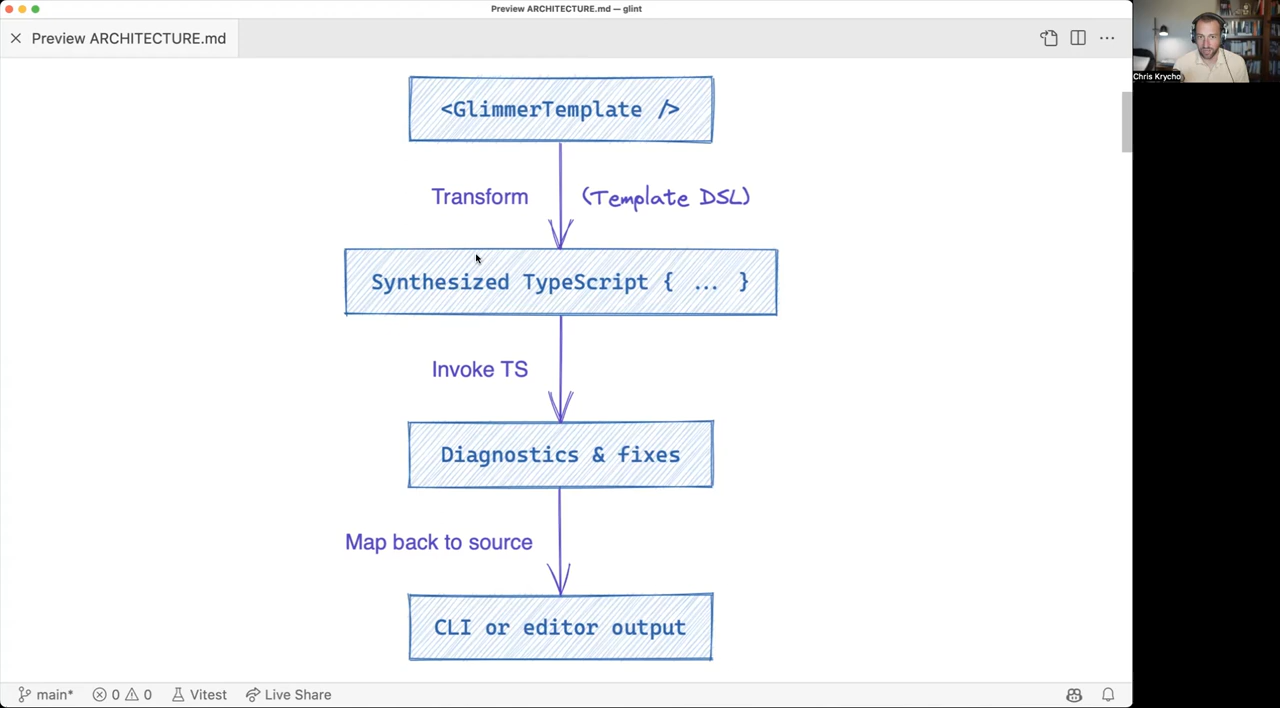 Preview ARCHITECTURE.md — glint
Preview ARCHITECTURE.md
Chris Krycho
<GlimmerTemplate />
Transform (Template DSL)
Synthesized TypeScript { ... }
Invoke TS
Diagnostics & fixes
Map back to source
CLI or editor output
main* 0 0 Vitest Live Share